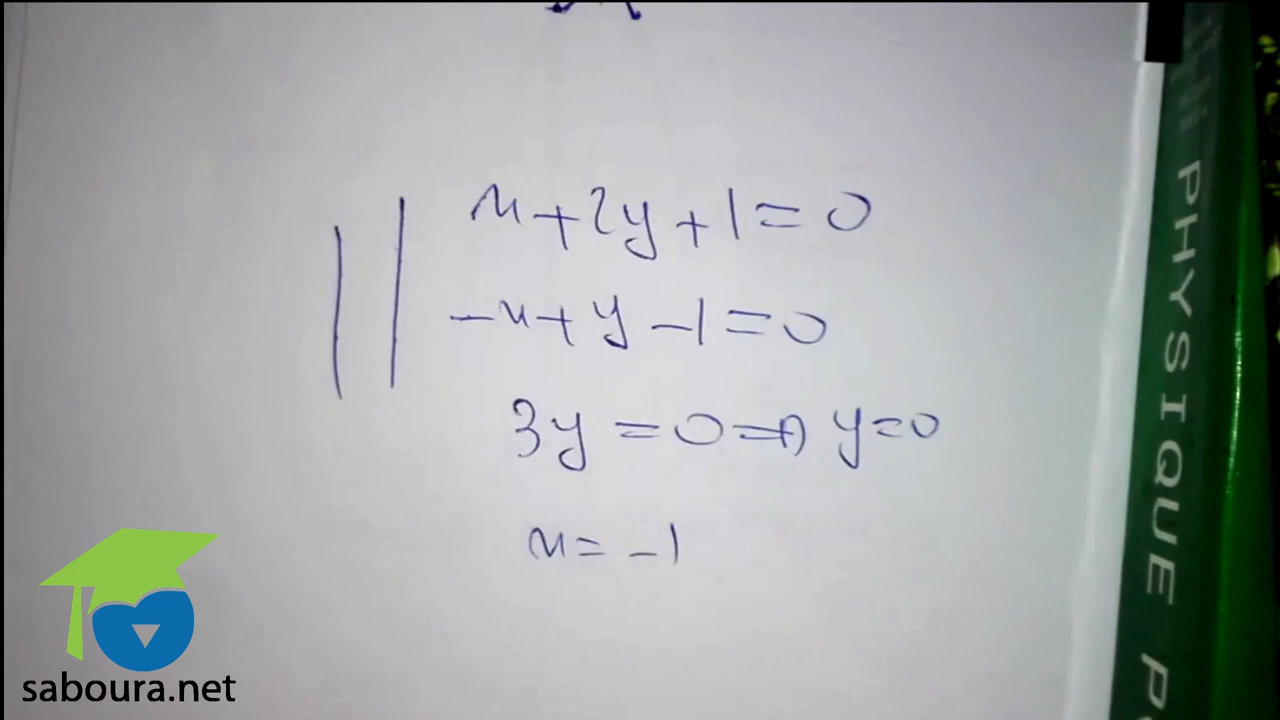 x+2y+1=0
-x+y-1=0
3y=0⇒y=0
x=-1
PHYSIQUE
saboura.net